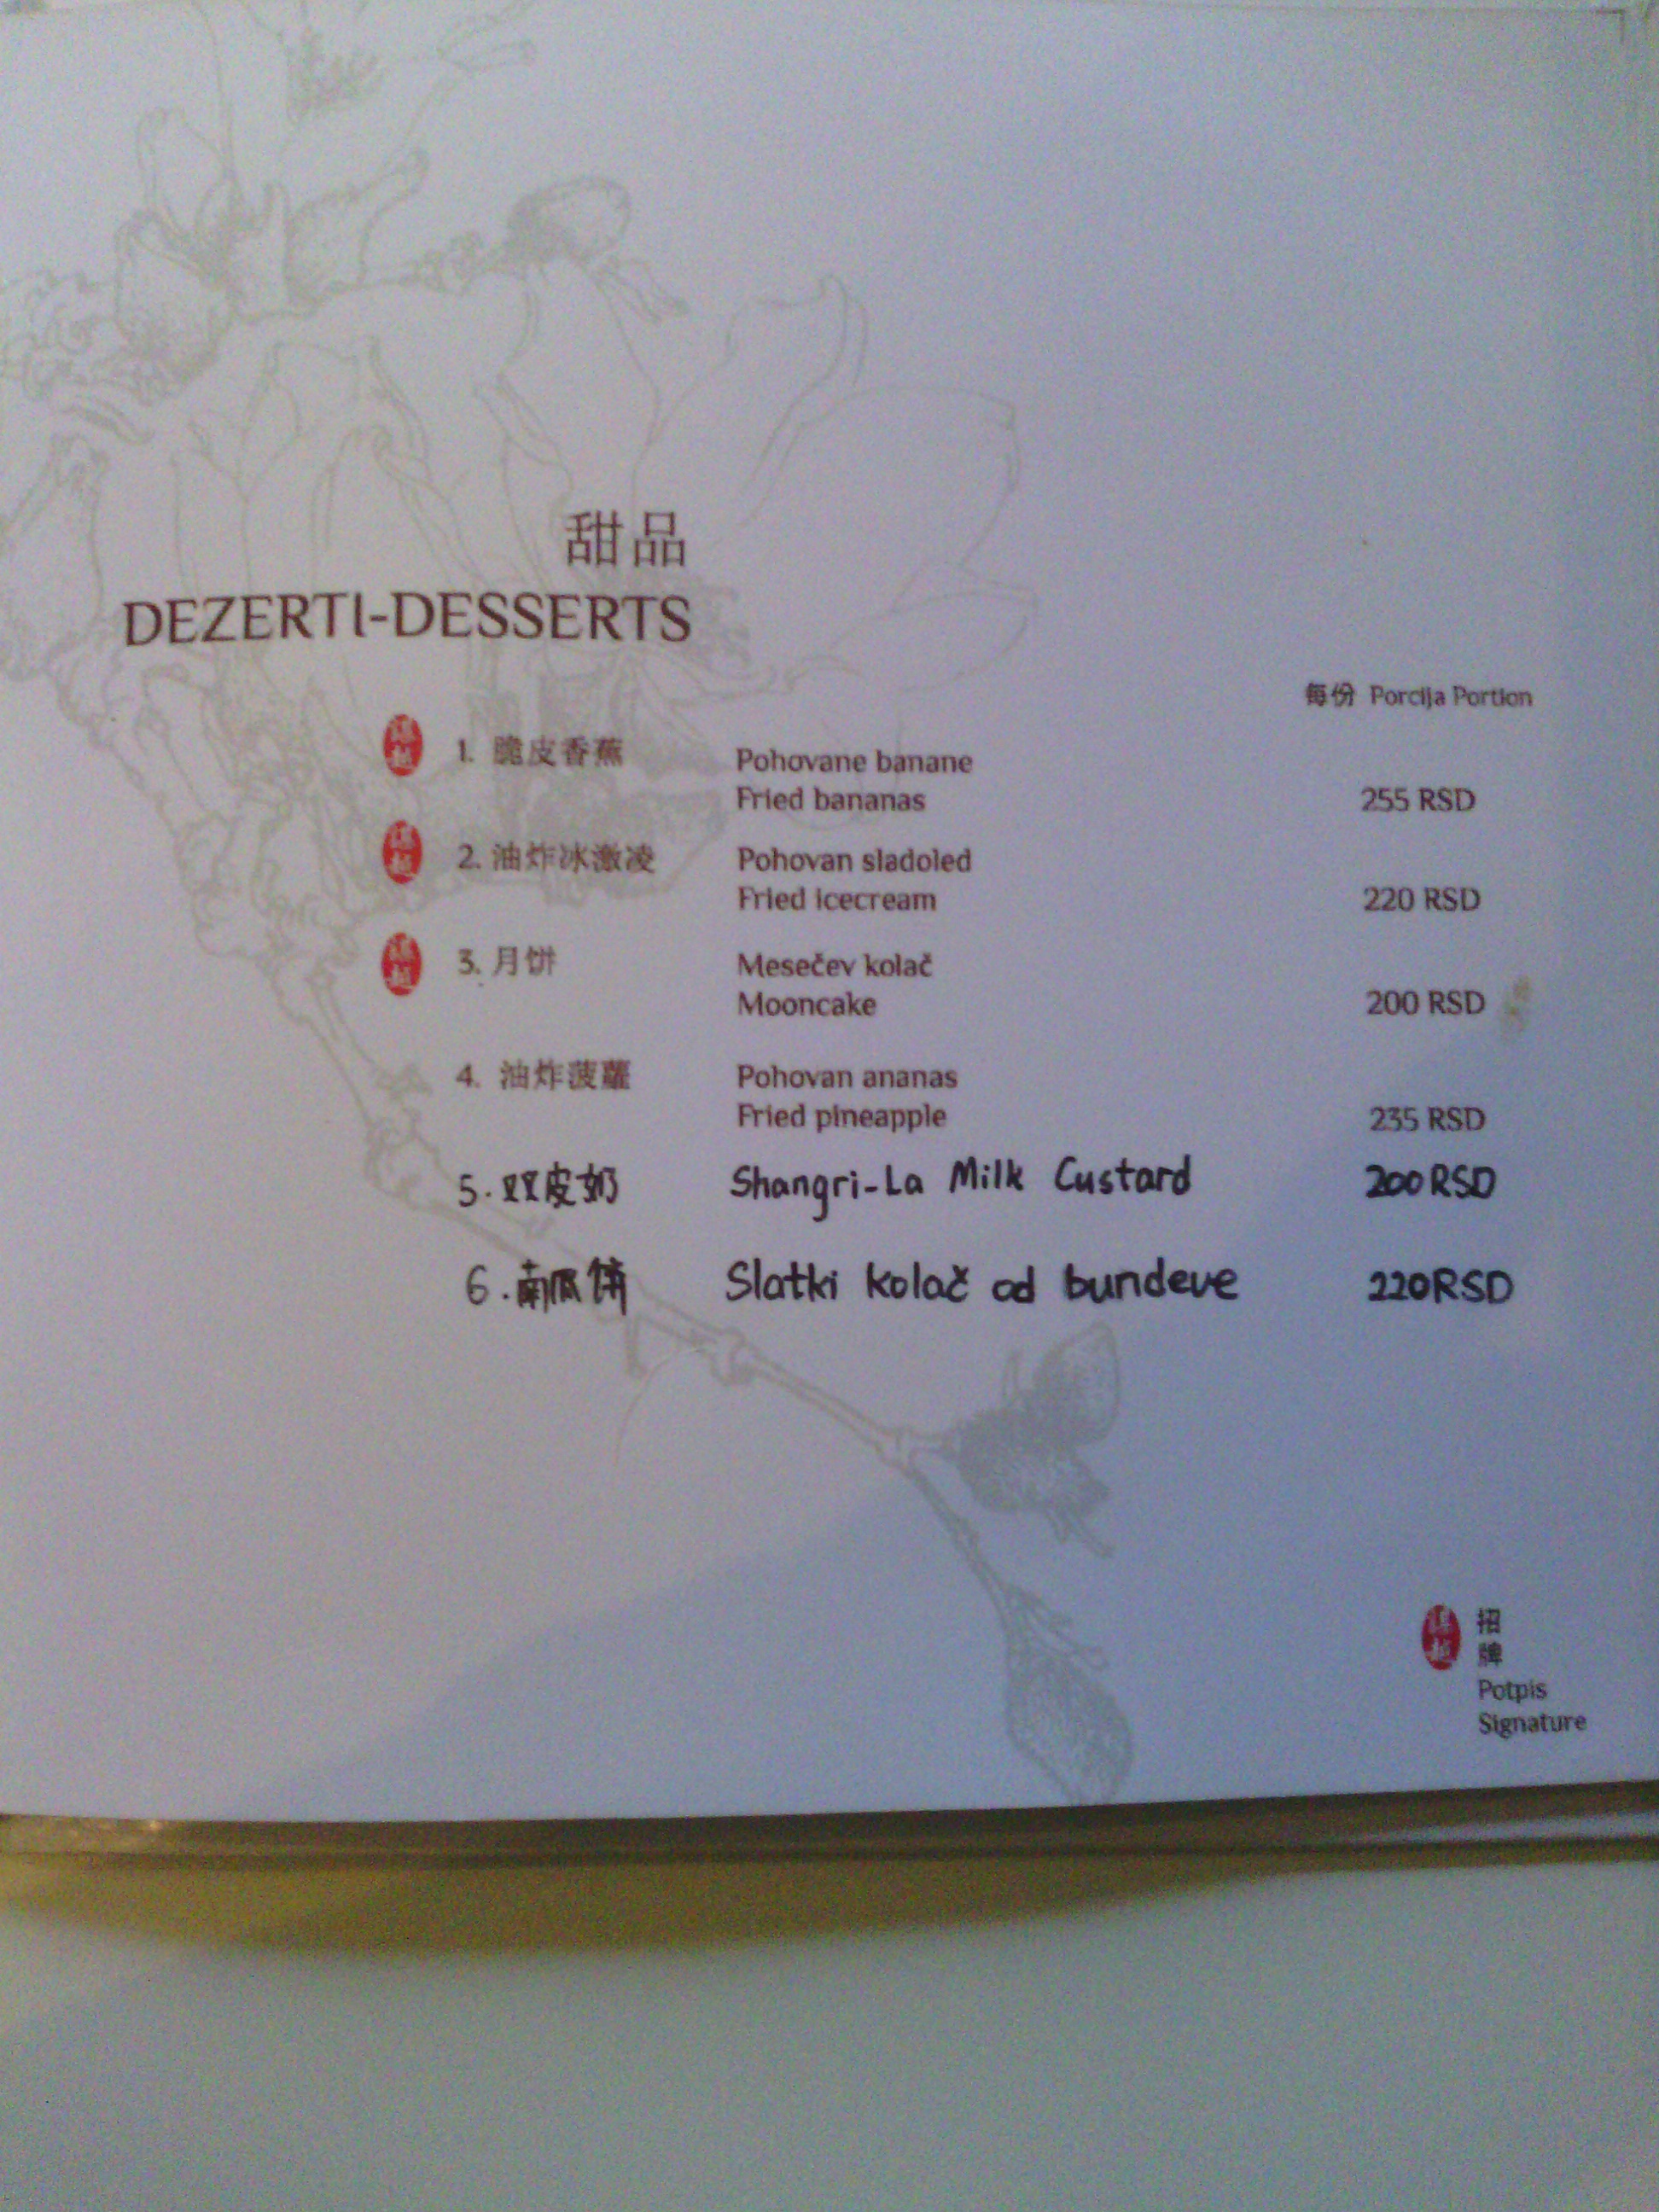 甜品
DEZERTI-DESSERTS
每份 Porcija Portion
1. 脆皮香蕉 Pohovane banane
Fried bananas 255 RSD
2. 油炸冰激凌 Pohovan sladoled
Fried icecream 220 RSD
3. 月饼 Mesečev kolač
Mooncake 200 RSD
4. 油炸菠蘿 Pohovan ananas
Fried pineapple 235 RSD
5. 双皮奶 Shangri-La Milk Custard 200RSD
6. 南瓜饼 Slatki kolač od bundeve 220RSD
招
牌
Potpis
Signature